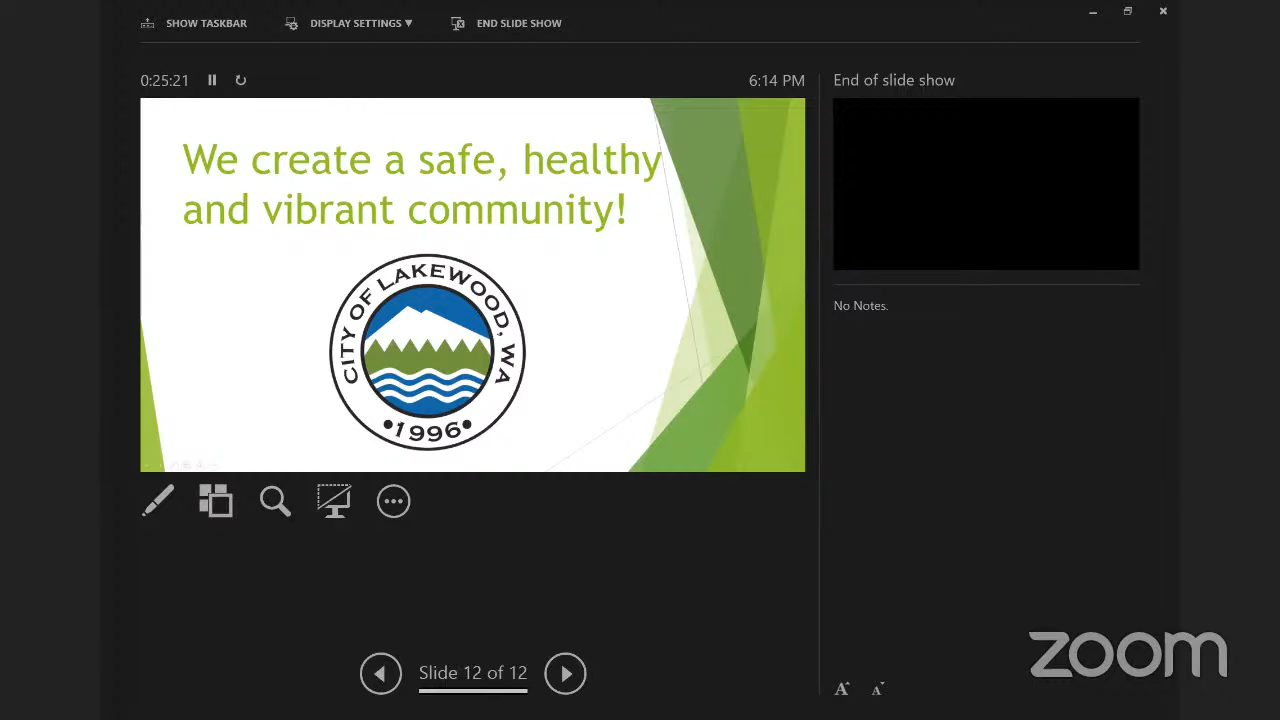 SHOW TASKBAR
DISPLAY SETTINGS ▼
END SLIDE SHOW
0:25:21
6:14 PM
End of slide show
We create a safe, healthy
and vibrant community!
CITY OF LAKEWOOD, WA
•1996•
No Notes.
Slide 12 of 12
A A
zoom